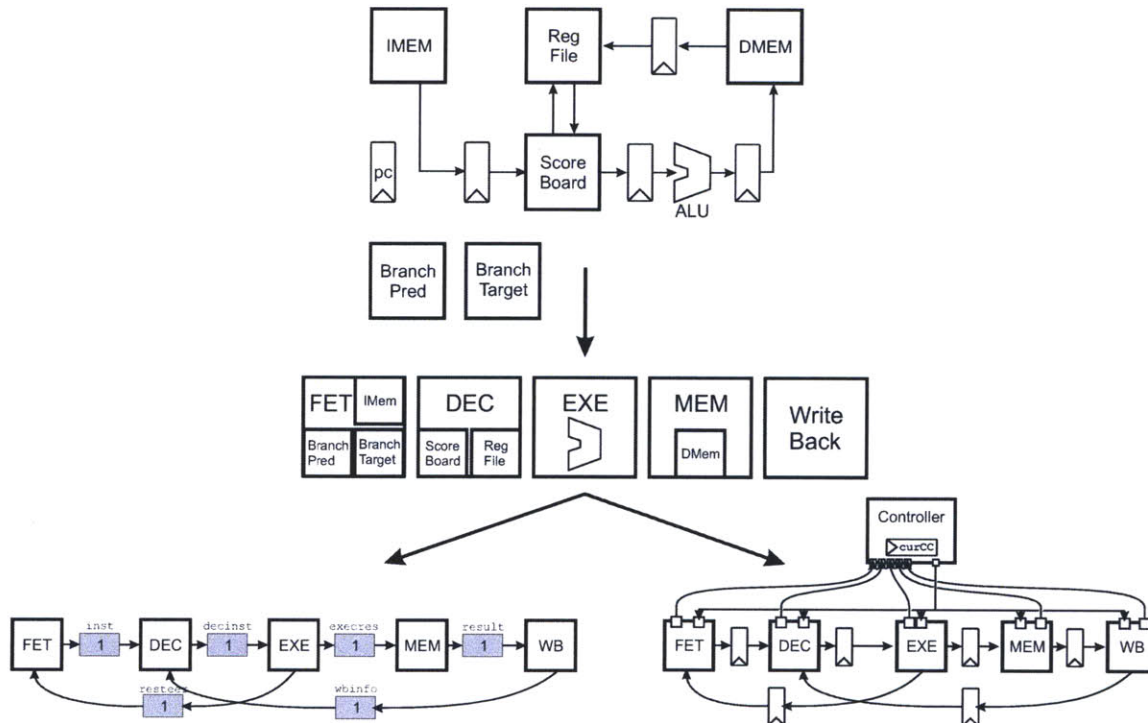 IMEM
Reg
File
DMEM
pc
Score
Board
ALU
Branch
Pred
Branch
Target
FET
IMem
Branch
Pred
Branch
Target
DEC
Score
Board
Reg
File
EXE
MEM
DMem
Write
Back
Controller
curCC
inst
decinst
execres
result
FET
1
DEC
1
EXE
1
MEM
1
WB
resteer
1
wbinfo
1
FET
DEC
EXE
MEM
WB